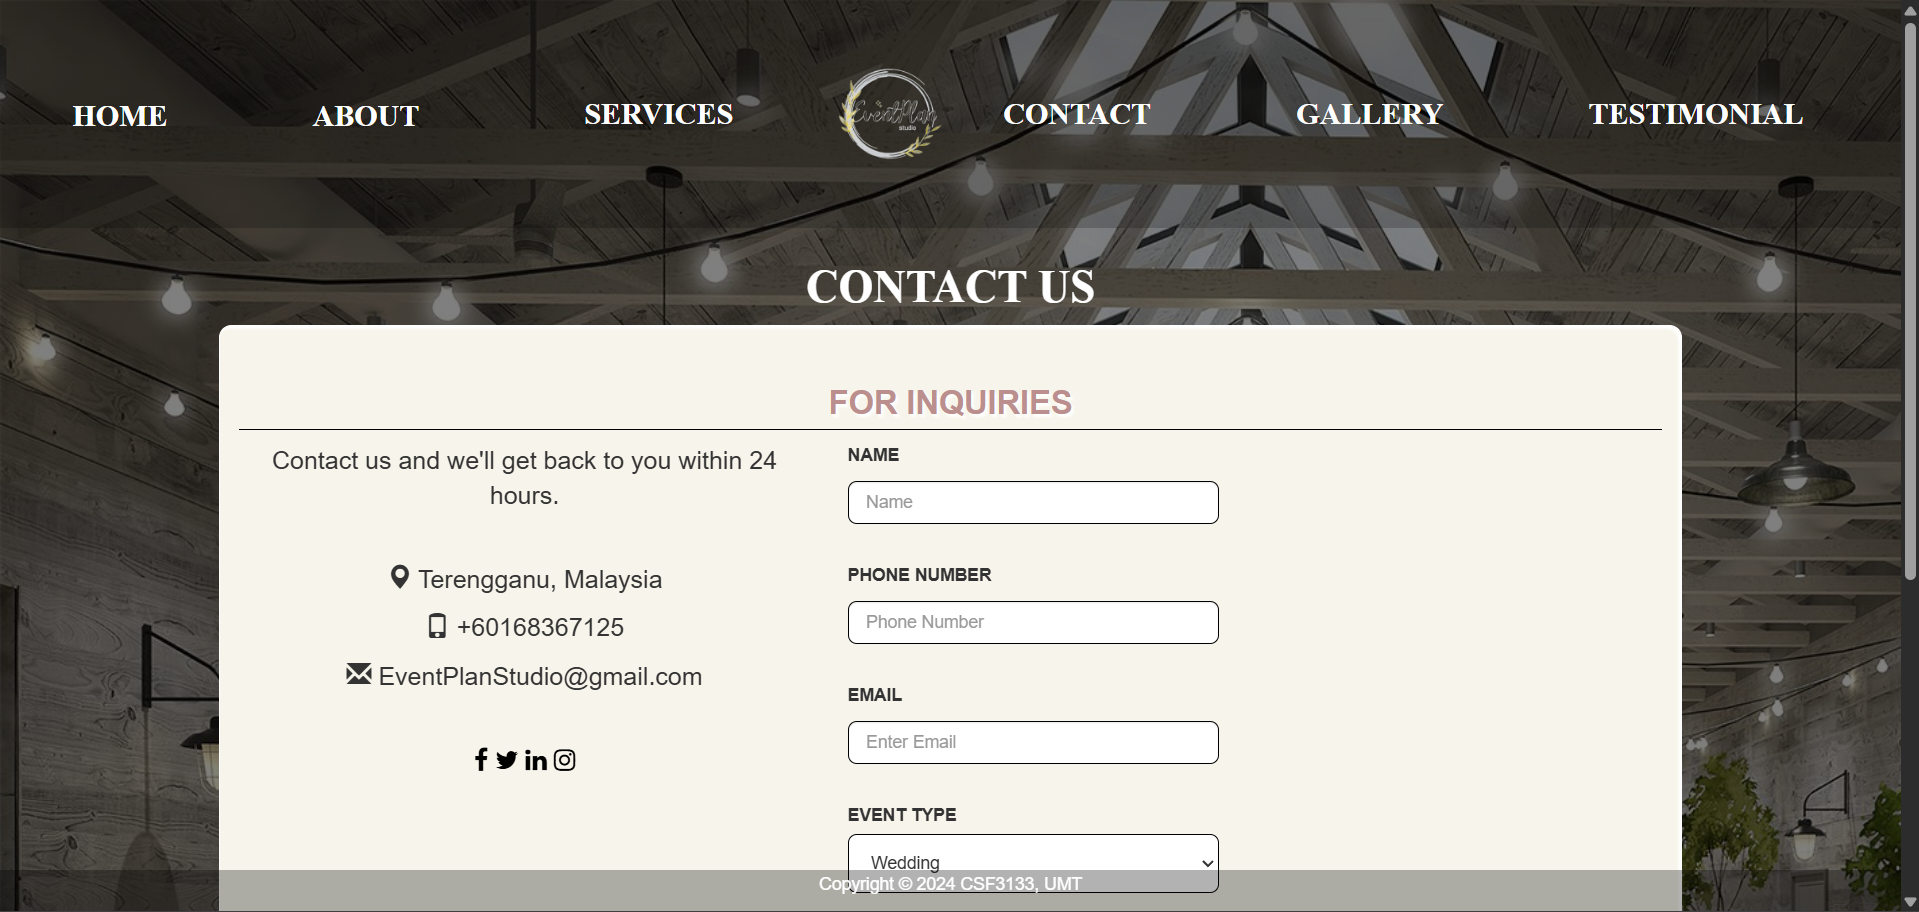 HOME
ABOUT
SERVICES
EventPlan
studio
CONTACT
GALLERY
TESTIMONIAL
CONTACT US
FOR INQUIRIES
Contact us and we'll get back to you within 24
hours.
Terengganu, Malaysia
+60168367125
EventPlanStudio@gmail.com
NAME
Name
PHONE NUMBER
Phone Number
EMAIL
Enter Email
EVENT TYPE
Wedding
Copyright © 2024 CSF3133, UMT